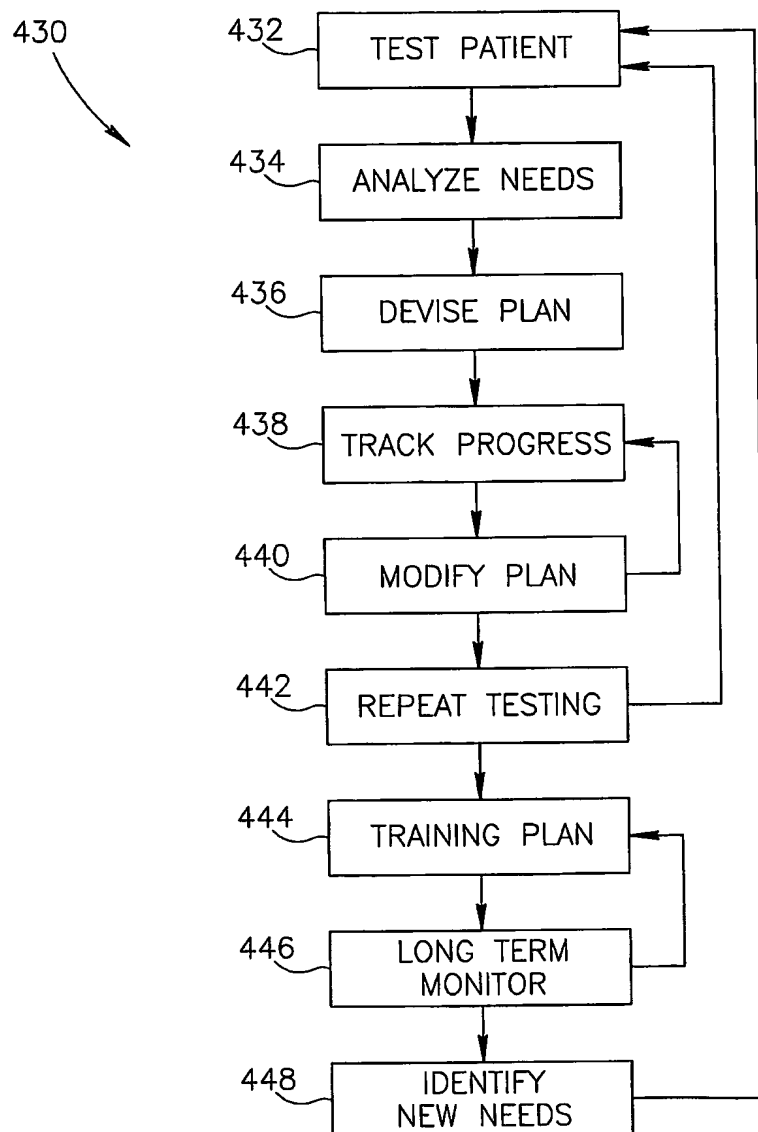 430
432 TEST PATIENT
434 ANALYZE NEEDS
436 DEVISE PLAN
438 TRACK PROGRESS
440 MODIFY PLAN
442 REPEAT TESTING
444 TRAINING PLAN
446 LONG TERM
MONITOR
448 IDENTIFY
NEW NEEDS